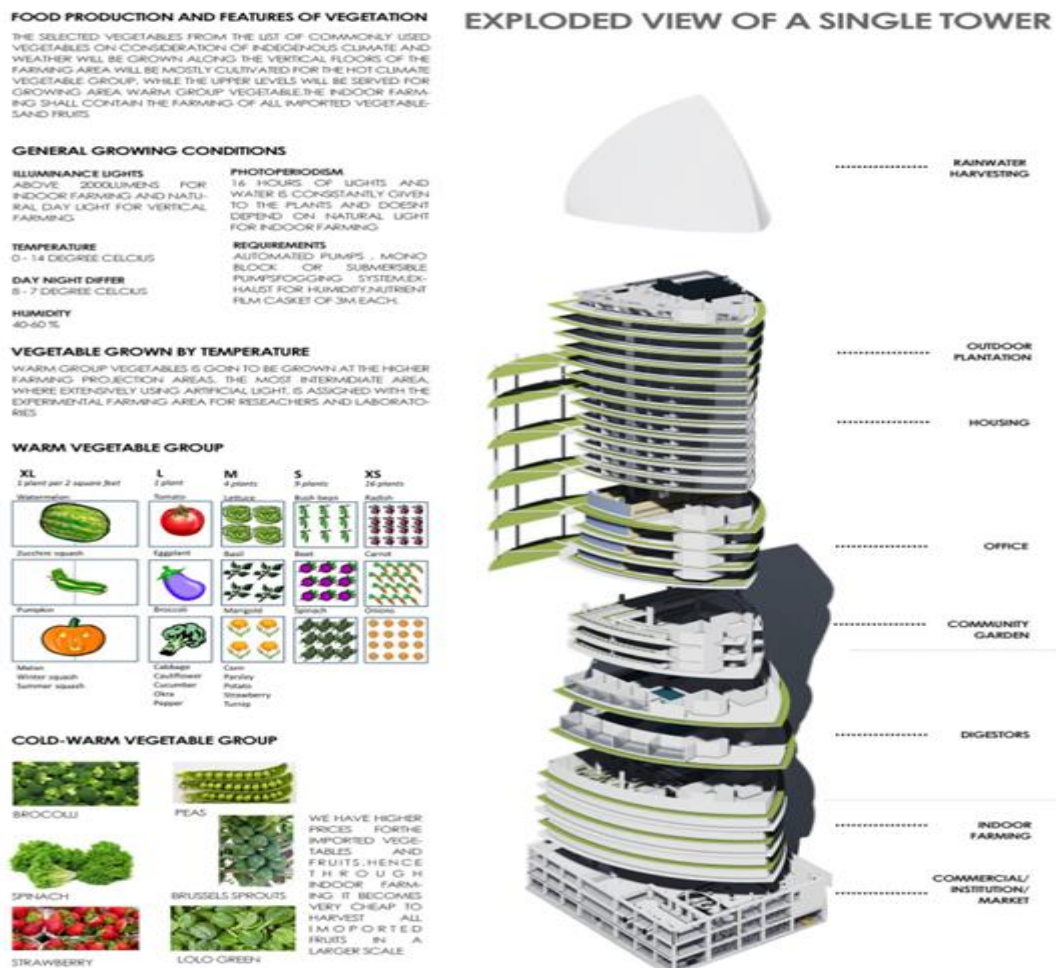 FOOD PRODUCTION AND FEATURES OF VEGETATION
THE SELECTED VEGETABLES FROM THE LIST OF COMMONLY USED
VEGETABLES ON CONSIDERATION OF INDEGENOUS CLIMATE AND
WEATHER WILL BE GROWN ALONG THE VERTICAL FLOORS OF THE
FARMING AREA WILL BE MOSTLY CULTIVATED FOR THE HOT CLIMATE
VEGETABLE GROUP, WHILE THE UPPER LEVELS WILL BE SERVED FOR
GROWING AREA WARM GROUP VEGETABLE.THE INDOOR FARM-
ING SHALL CONTAIN THE FARMING OF ALL IMPORTED VEGETABLE-
SAND FRUITS
GENERAL GROWING CONDITIONS
ILLUMINANCE LIGHTS
ABOVE 2000LUMENS FOR
INDOOR FARMING AND NATU-
RAL DAY LIGHT FOR VERTICAL
FARMING
TEMPERATURE
0 - 14 DEGREE CELCIUS
DAY NIGHT DIFFER
8 - 7 DEGREE CELCIUS
HUMIDITY
40-60 %
PHOTOPERIODISM
16 HOURS OF LIGHTS AND
WATER IS CONSISTANTLY GIVEN
TO THE PLANTS AND DOESNT
DEPEND ON NATURAL LIGHT
FOR INDOOR FARMING
REQUIREMENTS
AUTOMATED PUMPS , MONO
BLOCK OR SUBMERSIBLE
PUMPSFOGGING SYSTEM,EX-
HAUST FOR HUMIDITY,NUTRIENT
FILM CASKET OF 3M EACH,
VEGETABLE GROWN BY TEMPERATURE
WARM GROUP VEGETABLES IS GOIN TO BE GROWN AT THE HIGHER
FARMING PROJECTION AREAS. THE MOST INTERMIDIATE AREA,
WHERE EXTENSIVELY USING ARTIFICIAL LIGHT, IS ASSIGNED WITH THE
EXPERIMENTAL FARMING AREA FOR RESEACHERS AND LABORATO-
RIES
WARM VEGETABLE GROUP
XL L M S XS
1 plant per 2 square feet 1 plant 4 plants 9 plants 16 plants
Watermelon Tomato Lettuce Bush bean Radish
Zucchini squash Eggplant Basil Beet Carrot
Pumpkin Broccoli Marigold Spinach Onions
Melon
Winter squash
Summer squash
Cabbage
Cauliflower
Cucumber
Okra
Pepper
Corn
Parsley
Potato
Strawberry
Turnip
COLD-WARM VEGETABLE GROUP
BROCOLLI
PEAS
SPINACH
BRUSSELS SPROUTS
STRAWBERRY
LOLO GREEN
WE HAVE HIGHER
PRICES FORTHE
IMPORTED VEGE-
TABLES AND
FRUITS.HENCE
THROUGH
INDOOR FARM-
ING IT BECOMES
VERY CHEAP TO
HARVEST ALL
IMOPORTED
FRUITS IN A
LARGER SCALE
EXPLODED VIEW OF A SINGLE TOWER
RAINWATER
HARVESTING
OUTDOOR
PLANTATION
HOUSING
OFFICE
COMMUNITY
GARDEN
DIGESTORS
INDOOR
FARMING
COMMERCIAL/
INSTITUTION/
MARKET